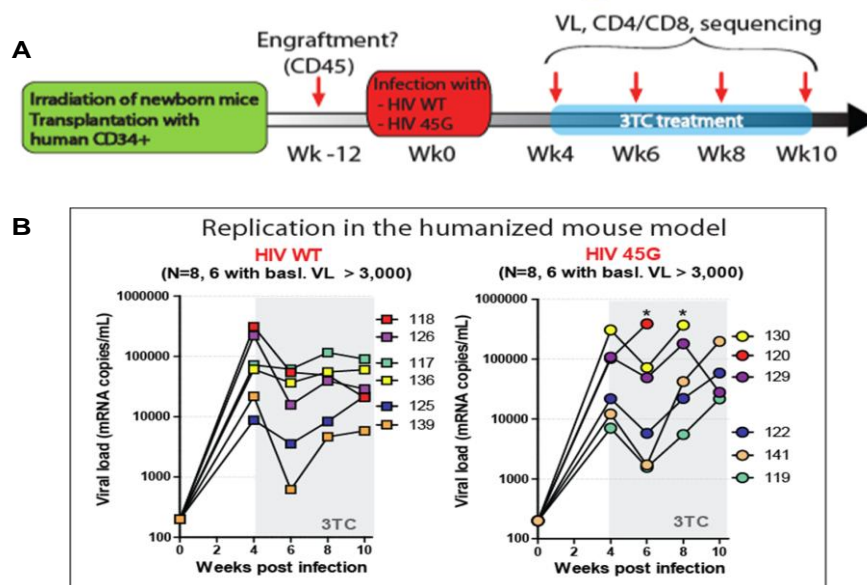 A
Engraftment?
(CD45)
VL, CD4/CD8, sequencing
Irradiation of newborn mice
Transplantation with
human CD34+
Infection with
- HIV WT
- HIV 45G
3TC treatment
Wk -12
Wk0
Wk4
Wk6
Wk8
Wk10
B
Replication in the humanized mouse model
HIV WT
(N=8, 6 with basl. VL > 3,000)
Viral load (mRNA copies/mL)
1000000
100000
10000
1000
100
0 2 4 6 8 10
Weeks post infection
3TC
118
126
117
136
125
139
HIV 45G
(N=8, 6 with basl. VL > 3,000)
Viral load (mRNA copies/mL)
1000000
100000
10000
1000
100
0 2 4 6 8 10
Weeks post infection
* *
3TC
130
120
129
122
141
119